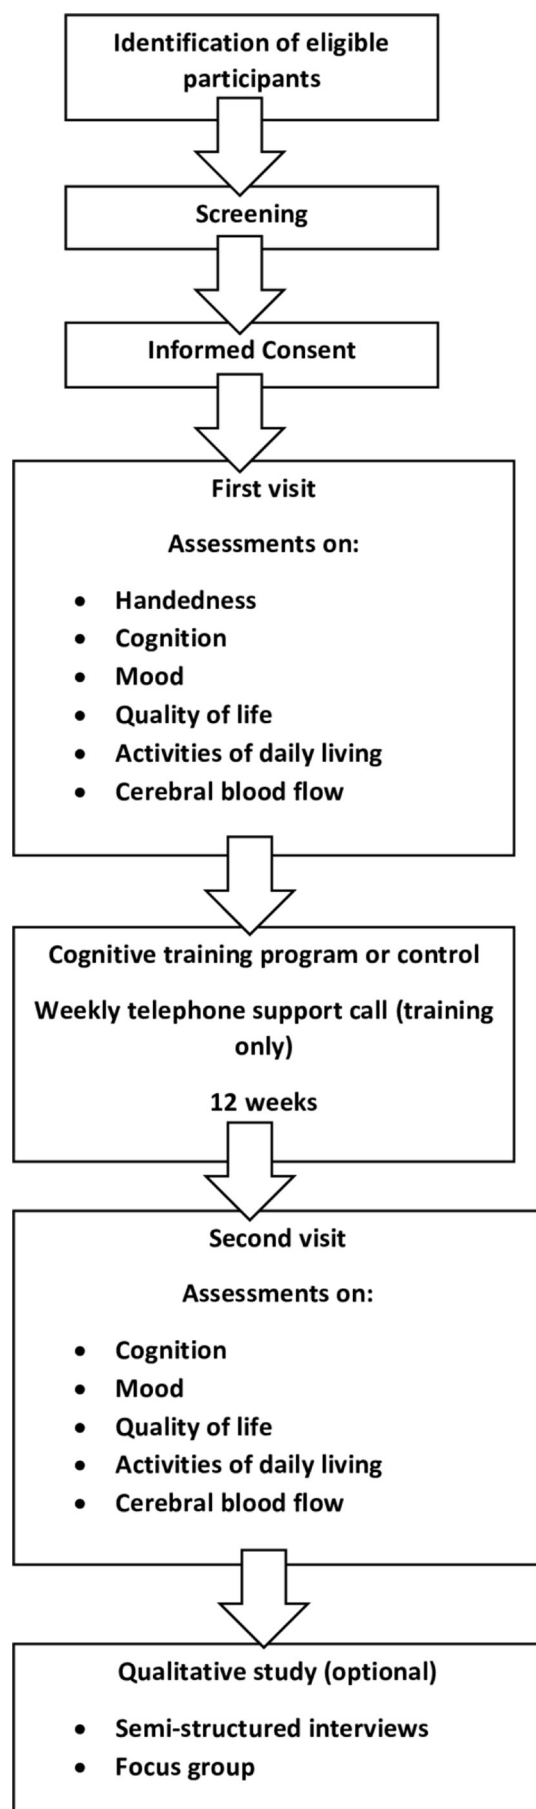 Identification of eligible
participants
Screening
Informed Consent
First visit
Assessments on:
• Handedness
• Cognition
• Mood
• Quality of life
• Activities of daily living
• Cerebral blood flow
Cognitive training program or control
Weekly telephone support call (training
only)
12 weeks
Second visit
Assessments on:
• Cognition
• Mood
• Quality of life
• Activities of daily living
• Cerebral blood flow
Qualitative study (optional)
• Semi-structured interviews
• Focus group